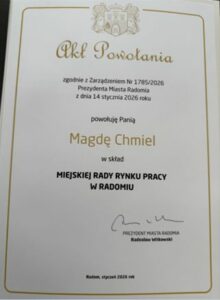 Akt Powołania
zgodnie z Zarządzeniem Nr 1785/2026
Prezydenta Miasta Radomia
z dnia 14 stycznia 2026 roku
powołuję Panią
Magdę Chmiel
w skład
MIEJSKIEJ RADY RYNKU PRACY
W RADOMIU
PREZYDENT MIASTA RADOMIA
Radosław Witkowski
Radom, styczeń 2026 rok